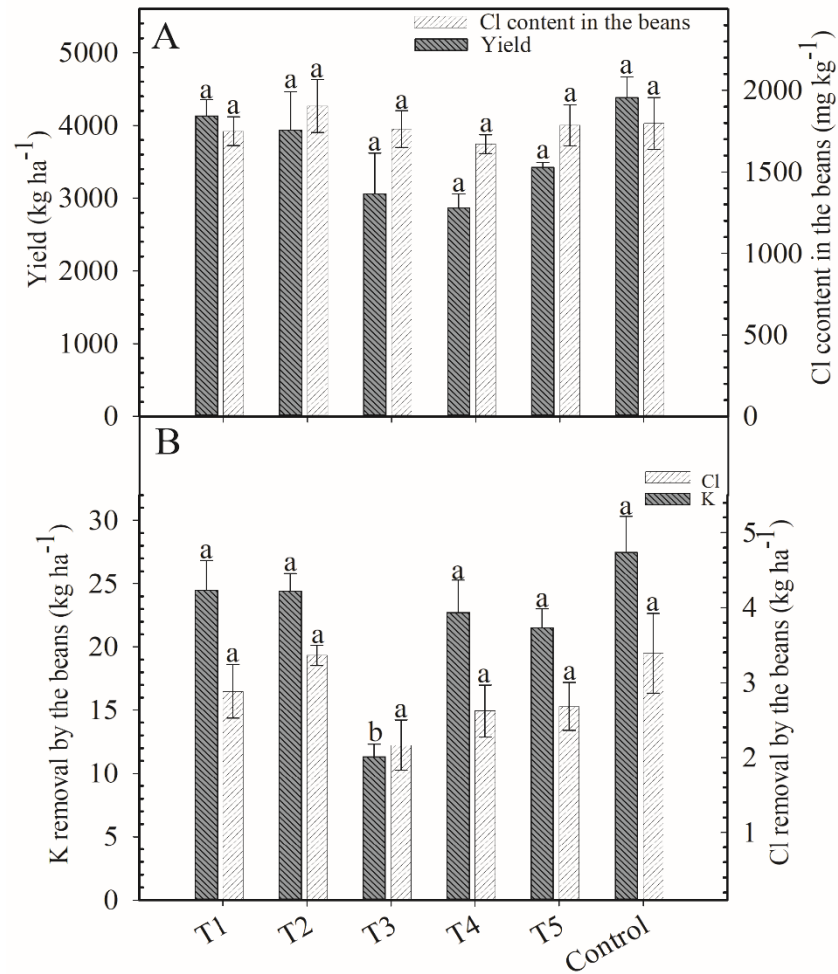 A
Cl content in the beans
Yield
5000
4000
3000
2000
1000
0
Yield (kg ha-1)
a a a a a a a a a a a a
2000
1500
1000
500
0
Cl ccontent in the beans (mg kg-1)
B
Cl
K
30
25
20
15
10
5
0
K removal by the beans (kg ha-1)
a a a a b a a a a a a a
5
4
3
2
1
Cl removal by the beans (kg ha-1)
T1 T2 T3 T4 T5 Control